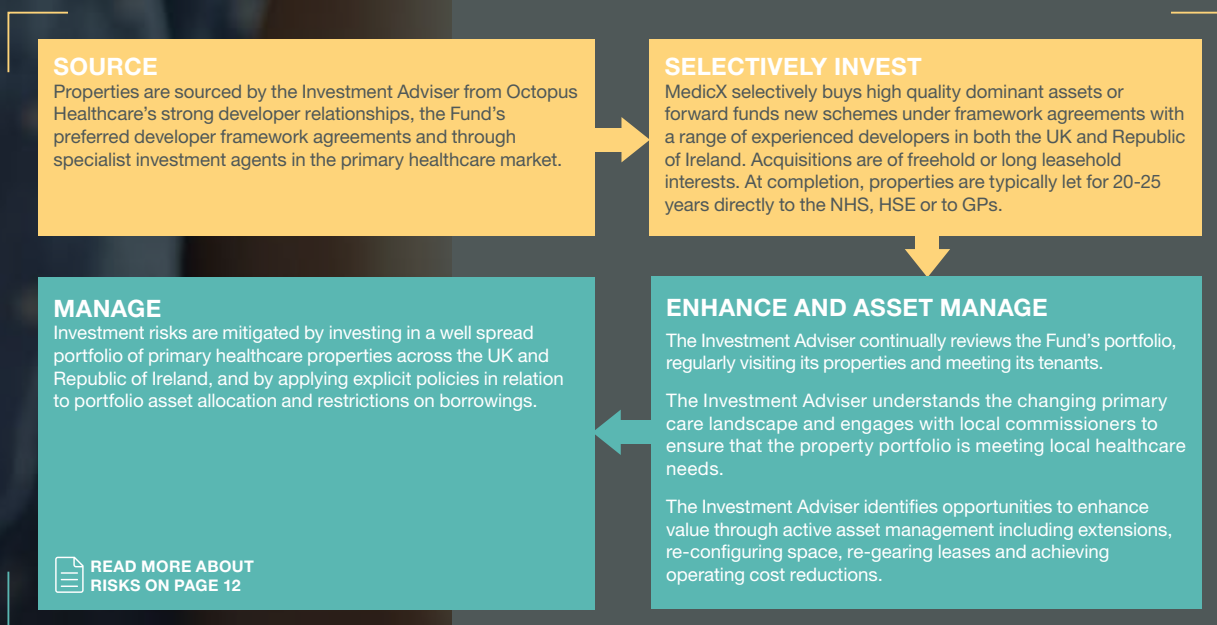 SOURCE
Properties are sourced by the Investment Adviser from Octopus
Healthcare's strong developer relationships, the Fund's
preferred developer framework agreements and through
specialist investment agents in the primary healthcare market.
SELECTIVELY INVEST
MedicX selectively buys high quality dominant assets or
forward funds new schemes under framework agreements with
a range of experienced developers in both the UK and Republic
of Ireland. Acquisitions are of freehold or long leasehold
interests. At completion, properties are typically let for 20-25
years directly to the NHS, HSE or to GPs.
ENHANCE AND ASSET MANAGE
The Investment Adviser continually reviews the Fund's portfolio,
regularly visiting its properties and meeting its tenants.
The Investment Adviser understands the changing primary
care landscape and engages with local commissioners to
ensure that the property portfolio is meeting local healthcare
needs.
The Investment Adviser identifies opportunities to enhance
value through active asset management including extensions,
re-configuring space, re-gearing leases and achieving
operating cost reductions.
MANAGE
Investment risks are mitigated by investing in a well spread
portfolio of primary healthcare properties across the UK and
Republic of Ireland, and by applying explicit policies in relation
to portfolio asset allocation and restrictions on borrowings.
READ MORE ABOUT
RISKS ON PAGE 12